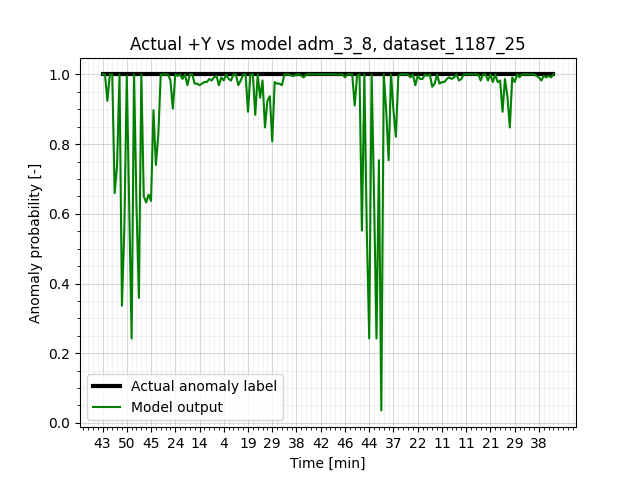 Actual +Y vs model adm_3_8, dataset_1187_25
1.0
0.8
0.6
0.4
0.2
0.0
Anomaly probability [-]
Actual anomaly label
Model output
43 50 45 24 14 4 19 29 38 42 46 44 37 22 11 11 21 29 38
Time [min]